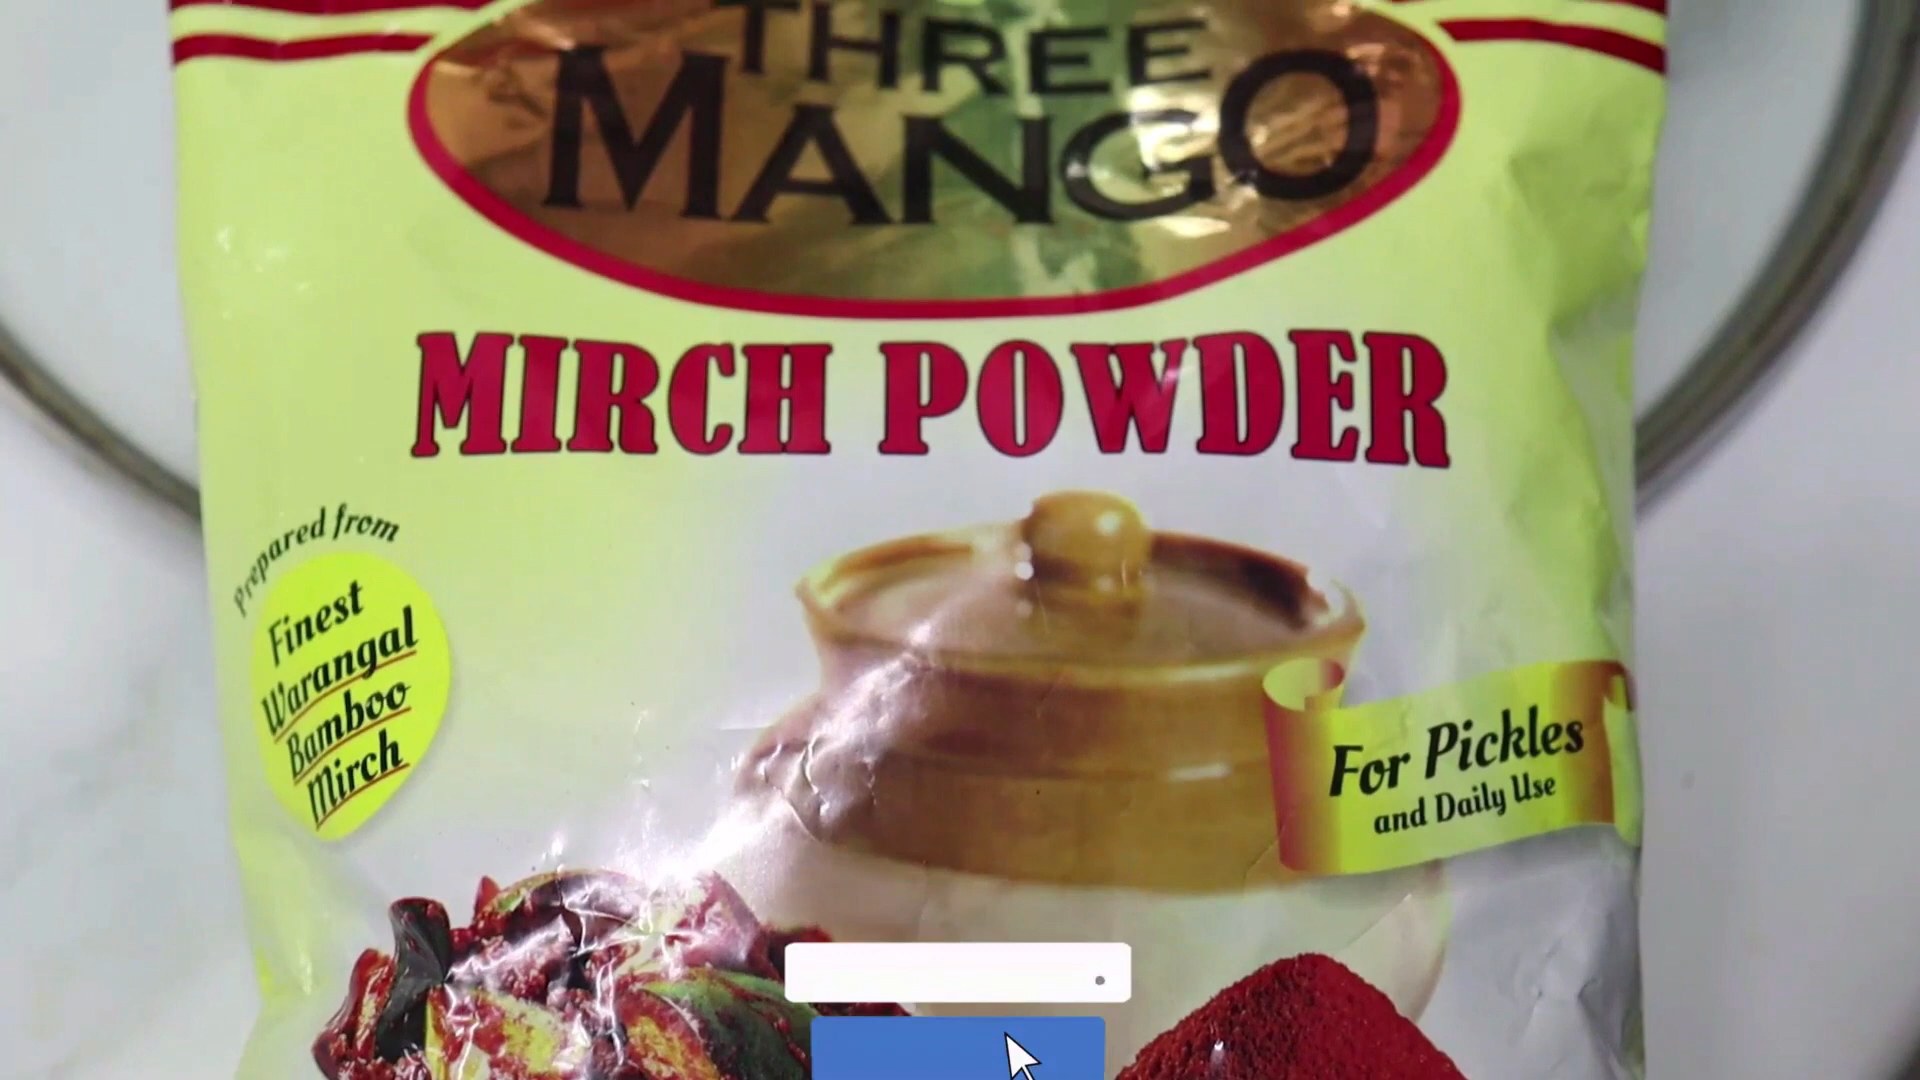 THREE
MANGO
MIRCH POWDER
Prepared from
Finest
Warangal
Bamboo
Mirch
For Pickles
and Daily Use